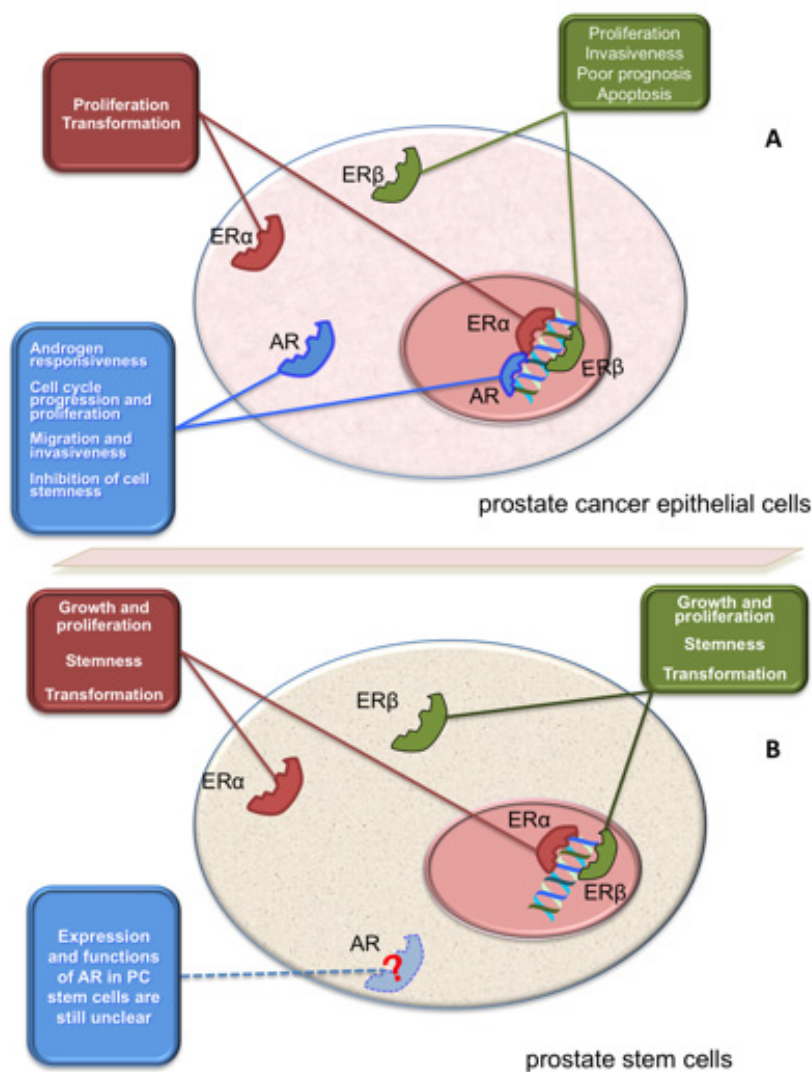 Proliferation
Transformation
Proliferation
Invasiveness
Poor prognosis
Apoptosis
A
ERβ
ERα
AR
ERα
ERβ
AR
Androgen
responsiveness
Cell cycle
progression and
proliferation
Migration and
invasiveness
Inhibition of cell
stemness
prostate cancer epithelial cells
Growth and
proliferation
Stemness
Transformation
Growth and
proliferation
Stemness
Transformation
B
ERβ
ERα
ERα
ERβ
AR
?
Expression
and functions
of AR in PC
stem cells are
still unclear
prostate stem cells